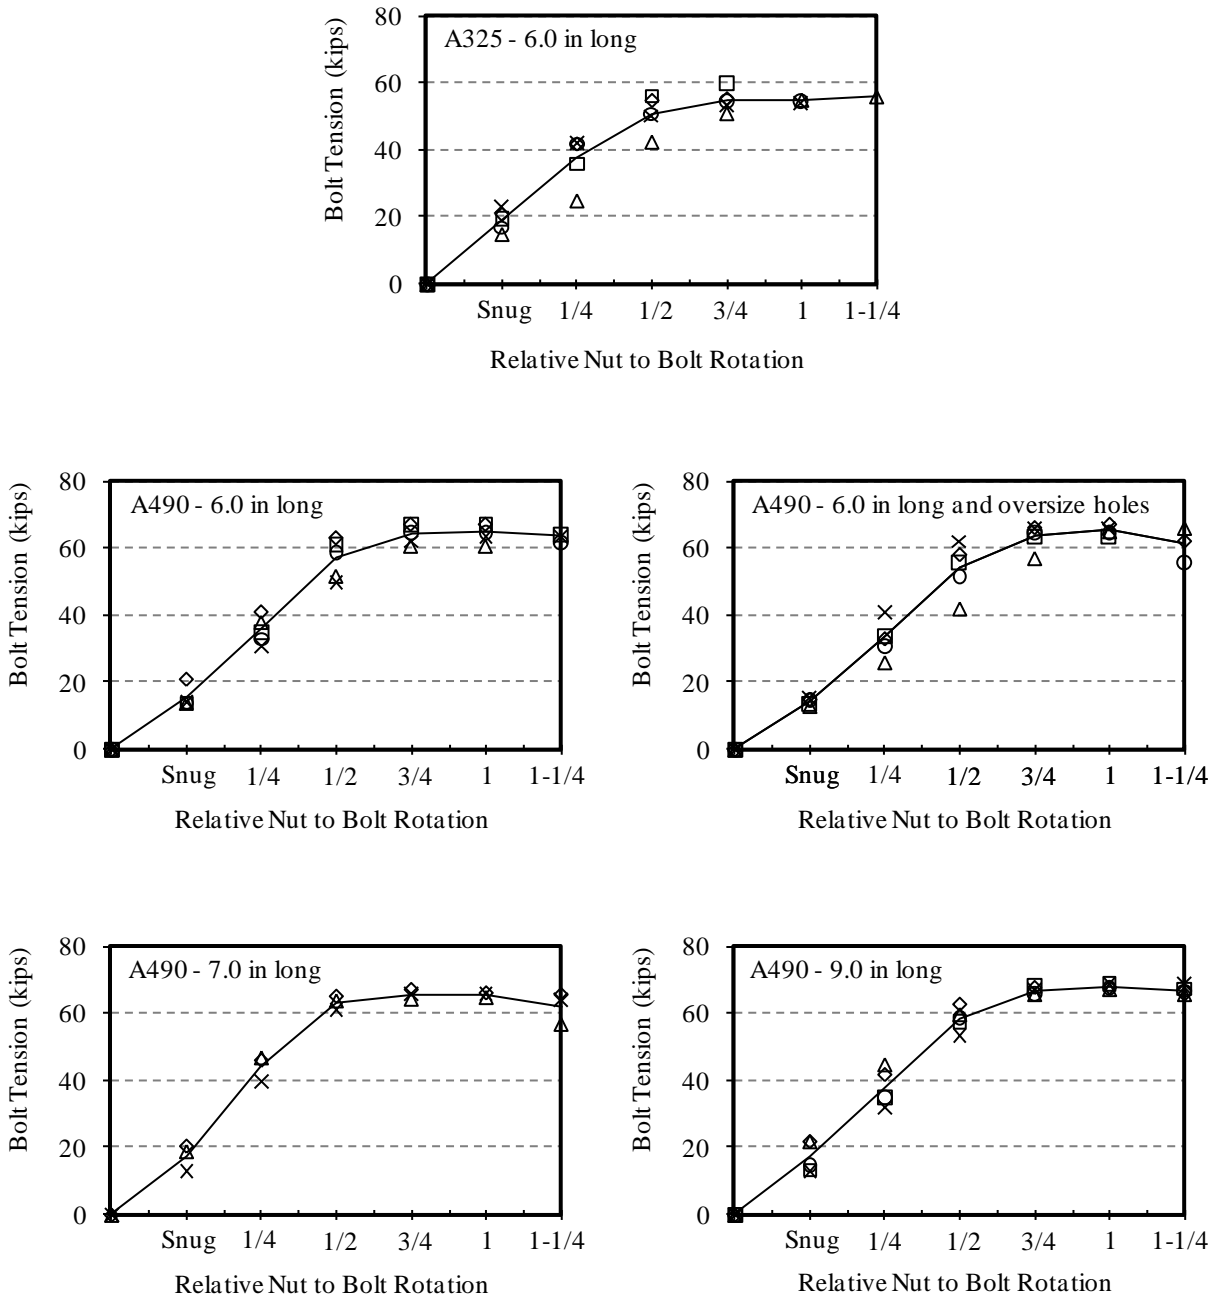 A325 - 6.0 in long
Bolt Tension (kips)
80
60
40
20
0
Snug 1/4 1/2 3/4 1 1-1/4
Relative Nut to Bolt Rotation
A490 - 6.0 in long
Bolt Tension (kips)
80
60
40
20
0
Snug 1/4 1/2 3/4 1 1-1/4
Relative Nut to Bolt Rotation
A490 - 6.0 in long and oversize holes
Bolt Tension (kips)
80
60
40
20
0
Snug 1/4 1/2 3/4 1 1-1/4
Relative Nut to Bolt Rotation
A490 - 7.0 in long
Bolt Tension (kips)
80
60
40
20
0
Snug 1/4 1/2 3/4 1 1-1/4
Relative Nut to Bolt Rotation
A490 - 9.0 in long
Bolt Tension (kips)
80
60
40
20
0
Snug 1/4 1/2 3/4 1 1-1/4
Relative Nut to Bolt Rotation